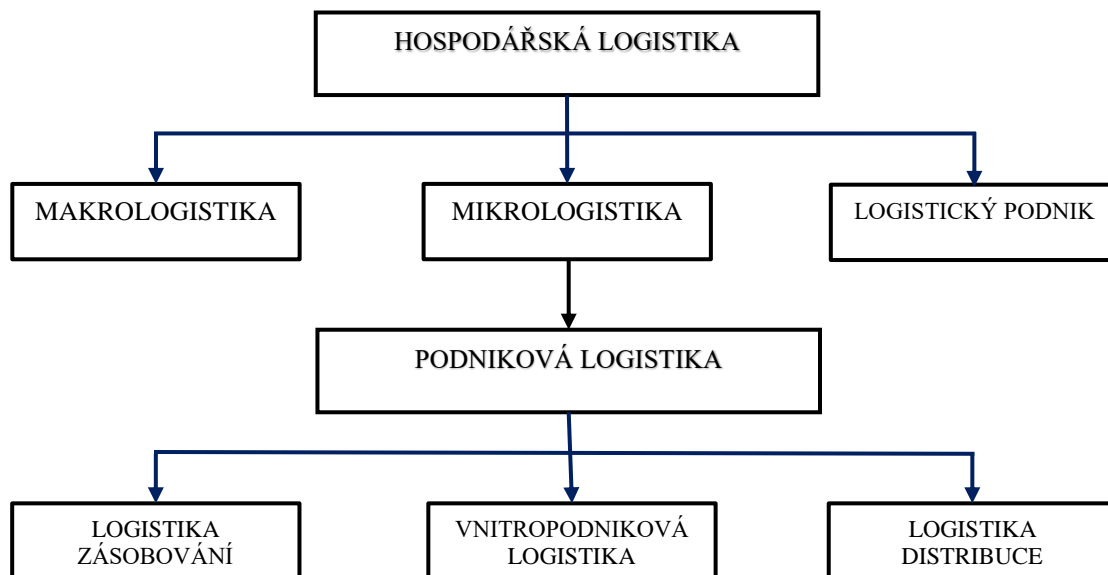 HOSPODÁŘSKÁ LOGISTIKA
MAKROLOGISTIKA
MIKROLOGISTIKA
LOGISTICKÝ PODNIK
PODNIKOVÁ LOGISTIKA
LOGISTIKA
ZÁSOBOVÁNÍ
VNITROPODNIKOVÁ
LOGISTIKA
LOGISTIKA
DISTRIBUCE